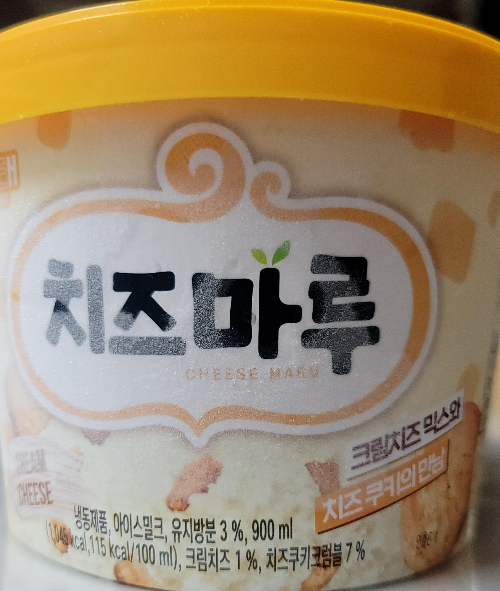 치즈마루
CHEESE MARU
크림치즈 믹스와
치즈 쿠키의 만남
CREAM
CHEESE
냉동제품, 아이스밀크, 유지방분 3 %, 900 ml
(1,045 kcal,115 kcal/100 ml), 크림치즈 1 %, 치즈쿠키크럼블 7 %